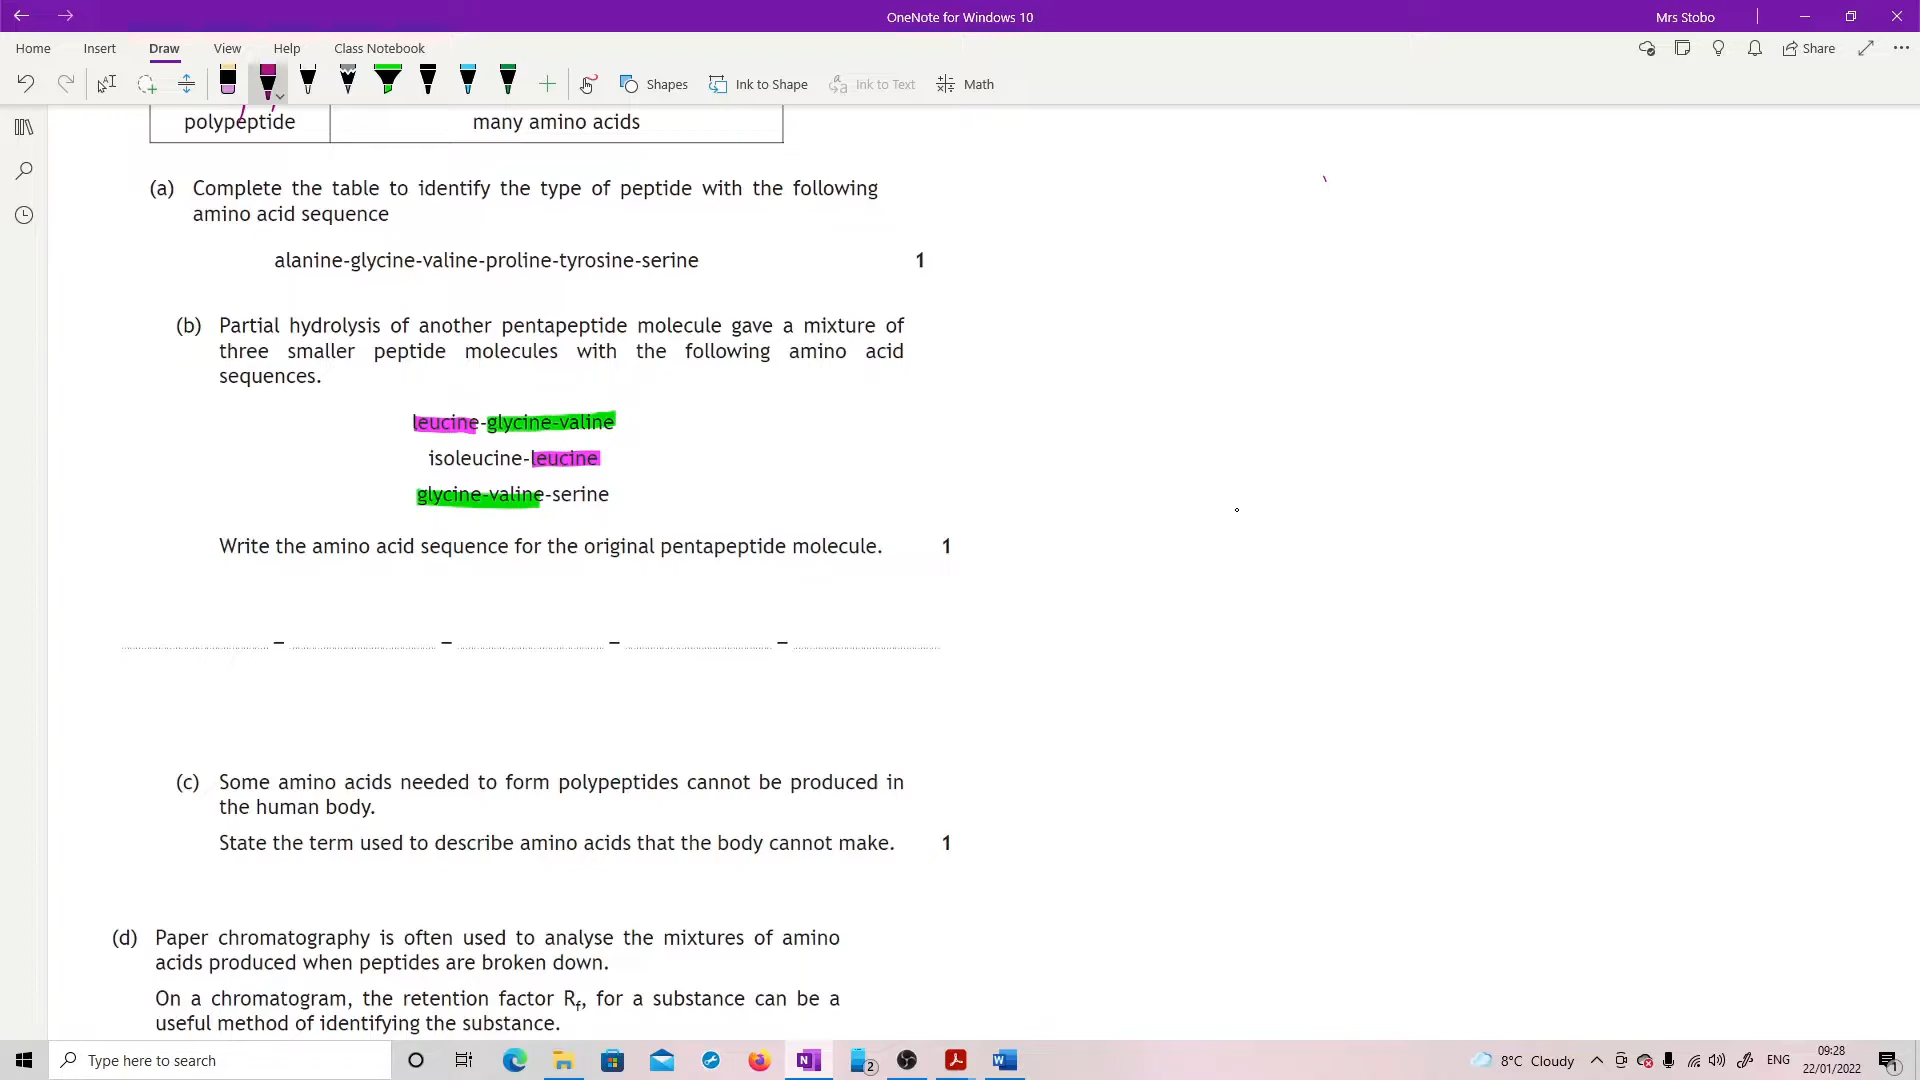 OneNote for Windows 10
Mrs Stobo
Home Insert Draw View Help Class Notebook
Share
Shapes Ink to Shape Ink to Text Math
polypeptide many amino acids
(a) Complete the table to identify the type of peptide with the following
amino acid sequence
alanine-glycine-valine-proline-tyrosine-serine 1
(b) Partial hydrolysis of another pentapeptide molecule gave a mixture of
three smaller peptide molecules with the following amino acid
sequences.
leucine-glycine-valine
isoleucine-leucine
glycine-valine-serine
Write the amino acid sequence for the original pentapeptide molecule. 1
– – – –
(c) Some amino acids needed to form polypeptides cannot be produced in
the human body.
State the term used to describe amino acids that the body cannot make. 1
(d) Paper chromatography is often used to analyse the mixtures of amino
acids produced when peptides are broken down.
On a chromatogram, the retention factor Rf, for a substance can be a
useful method of identifying the substance.
Type here to search
2
8°C Cloudy
ENG
09:28
22/01/2022
1